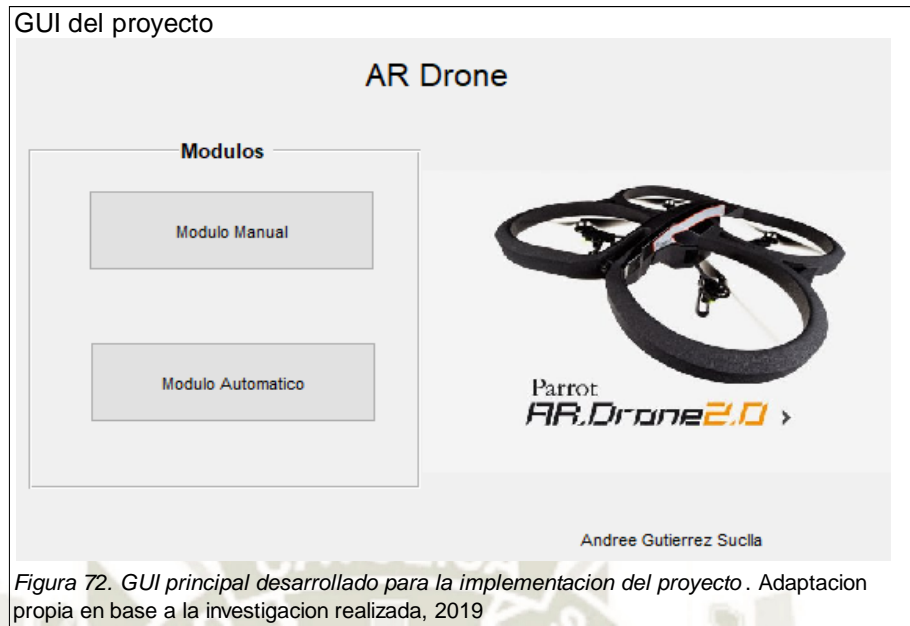 GUI del proyecto
AR Drone
Modulos
Modulo Manual
Modulo Automatico
Parrot
AR.Drone2.0 ›
Andree Gutierrez Suclla
Figura 72. GUI principal desarrollado para la implementacion del proyecto . Adaptacion
propia en base a la investigacion realizada, 2019